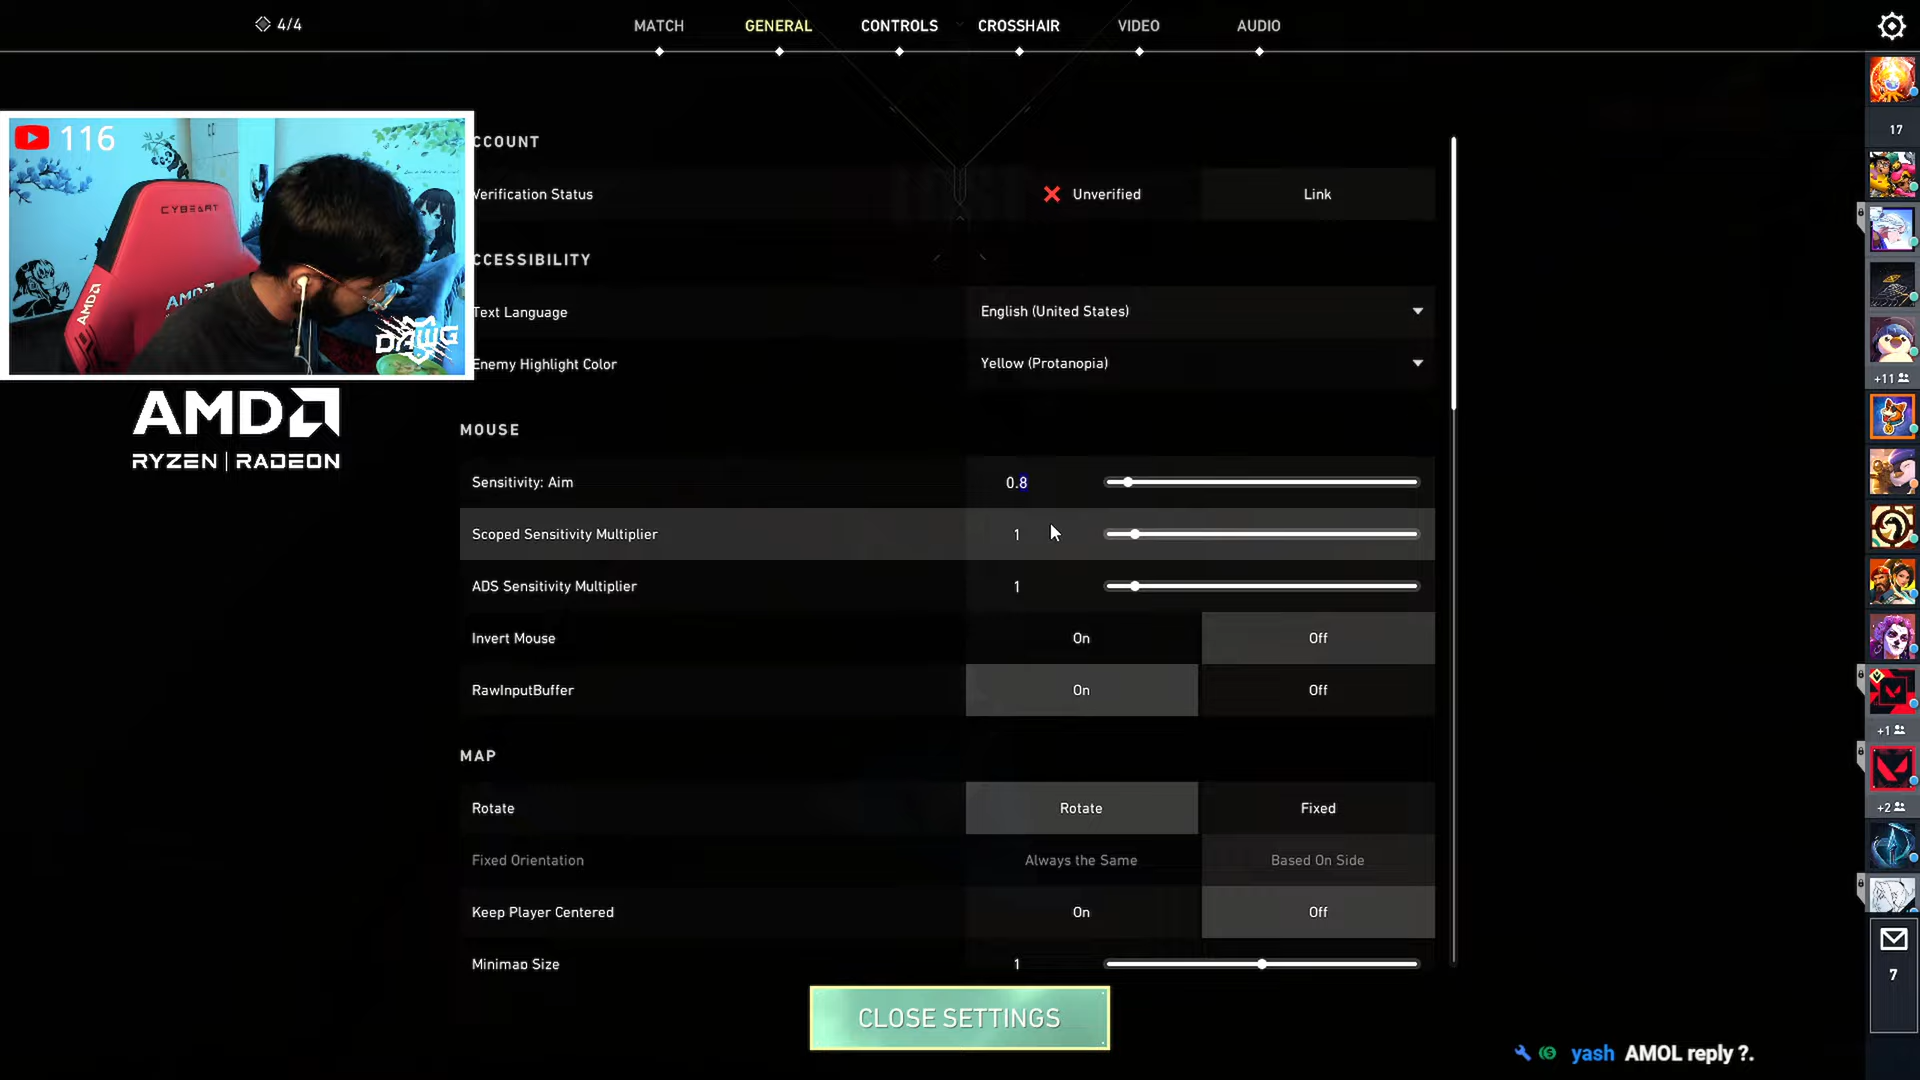 4/4
MATCH
GENERAL
CONTROLS
CROSSHAIR
VIDEO
AUDIO
116
CYBEART
AMD
AMD
DAWG
AMD
RYZEN | RADEON
CCOUNT
Verification Status
Unverified
Link
CCESSIBILITY
Text Language
English (United States)
Enemy Highlight Color
Yellow (Protanopia)
MOUSE
Sensitivity: Aim
0.8
Scoped Sensitivity Multiplier
1
ADS Sensitivity Multiplier
1
Invert Mouse
On
Off
RawInputBuffer
On
Off
MAP
Rotate
Rotate
Fixed
Fixed Orientation
Always the Same
Based On Side
Keep Player Centered
On
Off
Minimap Size
1
CLOSE SETTINGS
17
+11
+1
+2
7
yash AMOL reply ?.